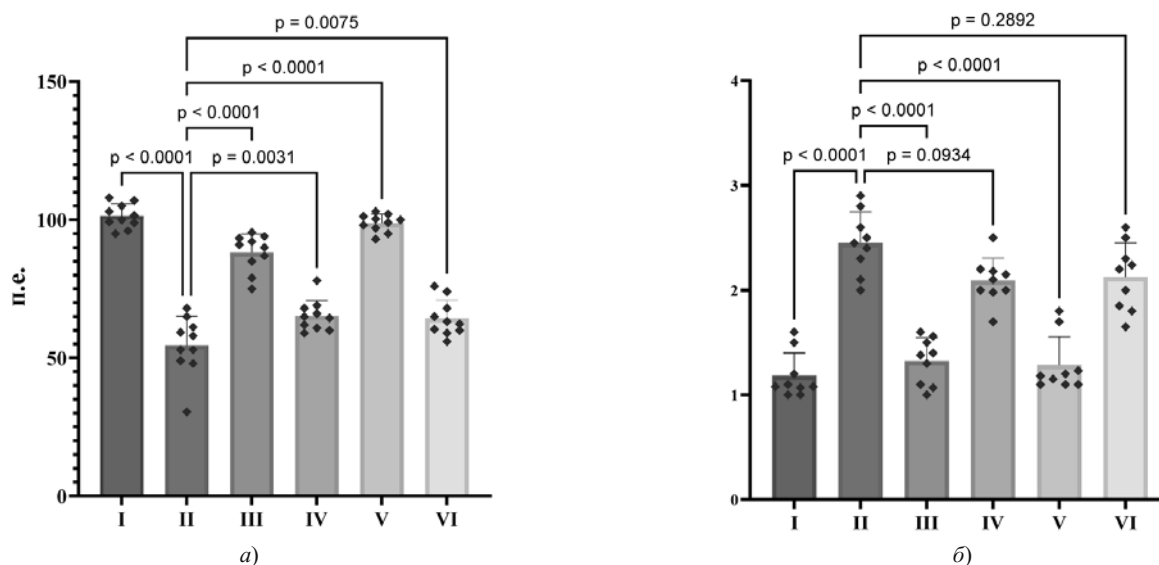 p = 0.0075
p < 0.0001
p < 0.0001
p < 0.0001
p = 0.0031
150
100
50
0
п.е.
I
II
III
IV
V
VI
а)
p = 0.2892
p < 0.0001
p < 0.0001
p < 0.0001
p = 0.0934
4
3
2
1
0
I
II
III
IV
V
VI
б)